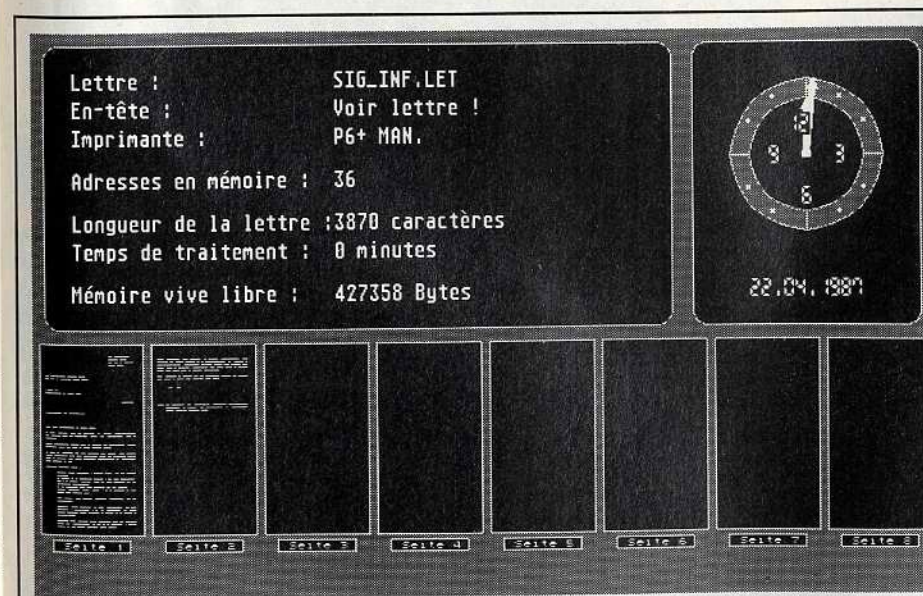 Lettre : SIG_INF.LET
En-tête : Voir lettre !
Imprimante : P6+ MAN.
Adresses en mémoire : 36
Longueur de la lettre :3870 caractères
Temps de traitement : 0 minutes
Mémoire vive libre : 427358 Bytes
12
9 3
6
22.04.1987
Seite 1 Seite 2 Seite 3 Seite 4 Seite 5 Seite 6 Seite 7 Seite 8